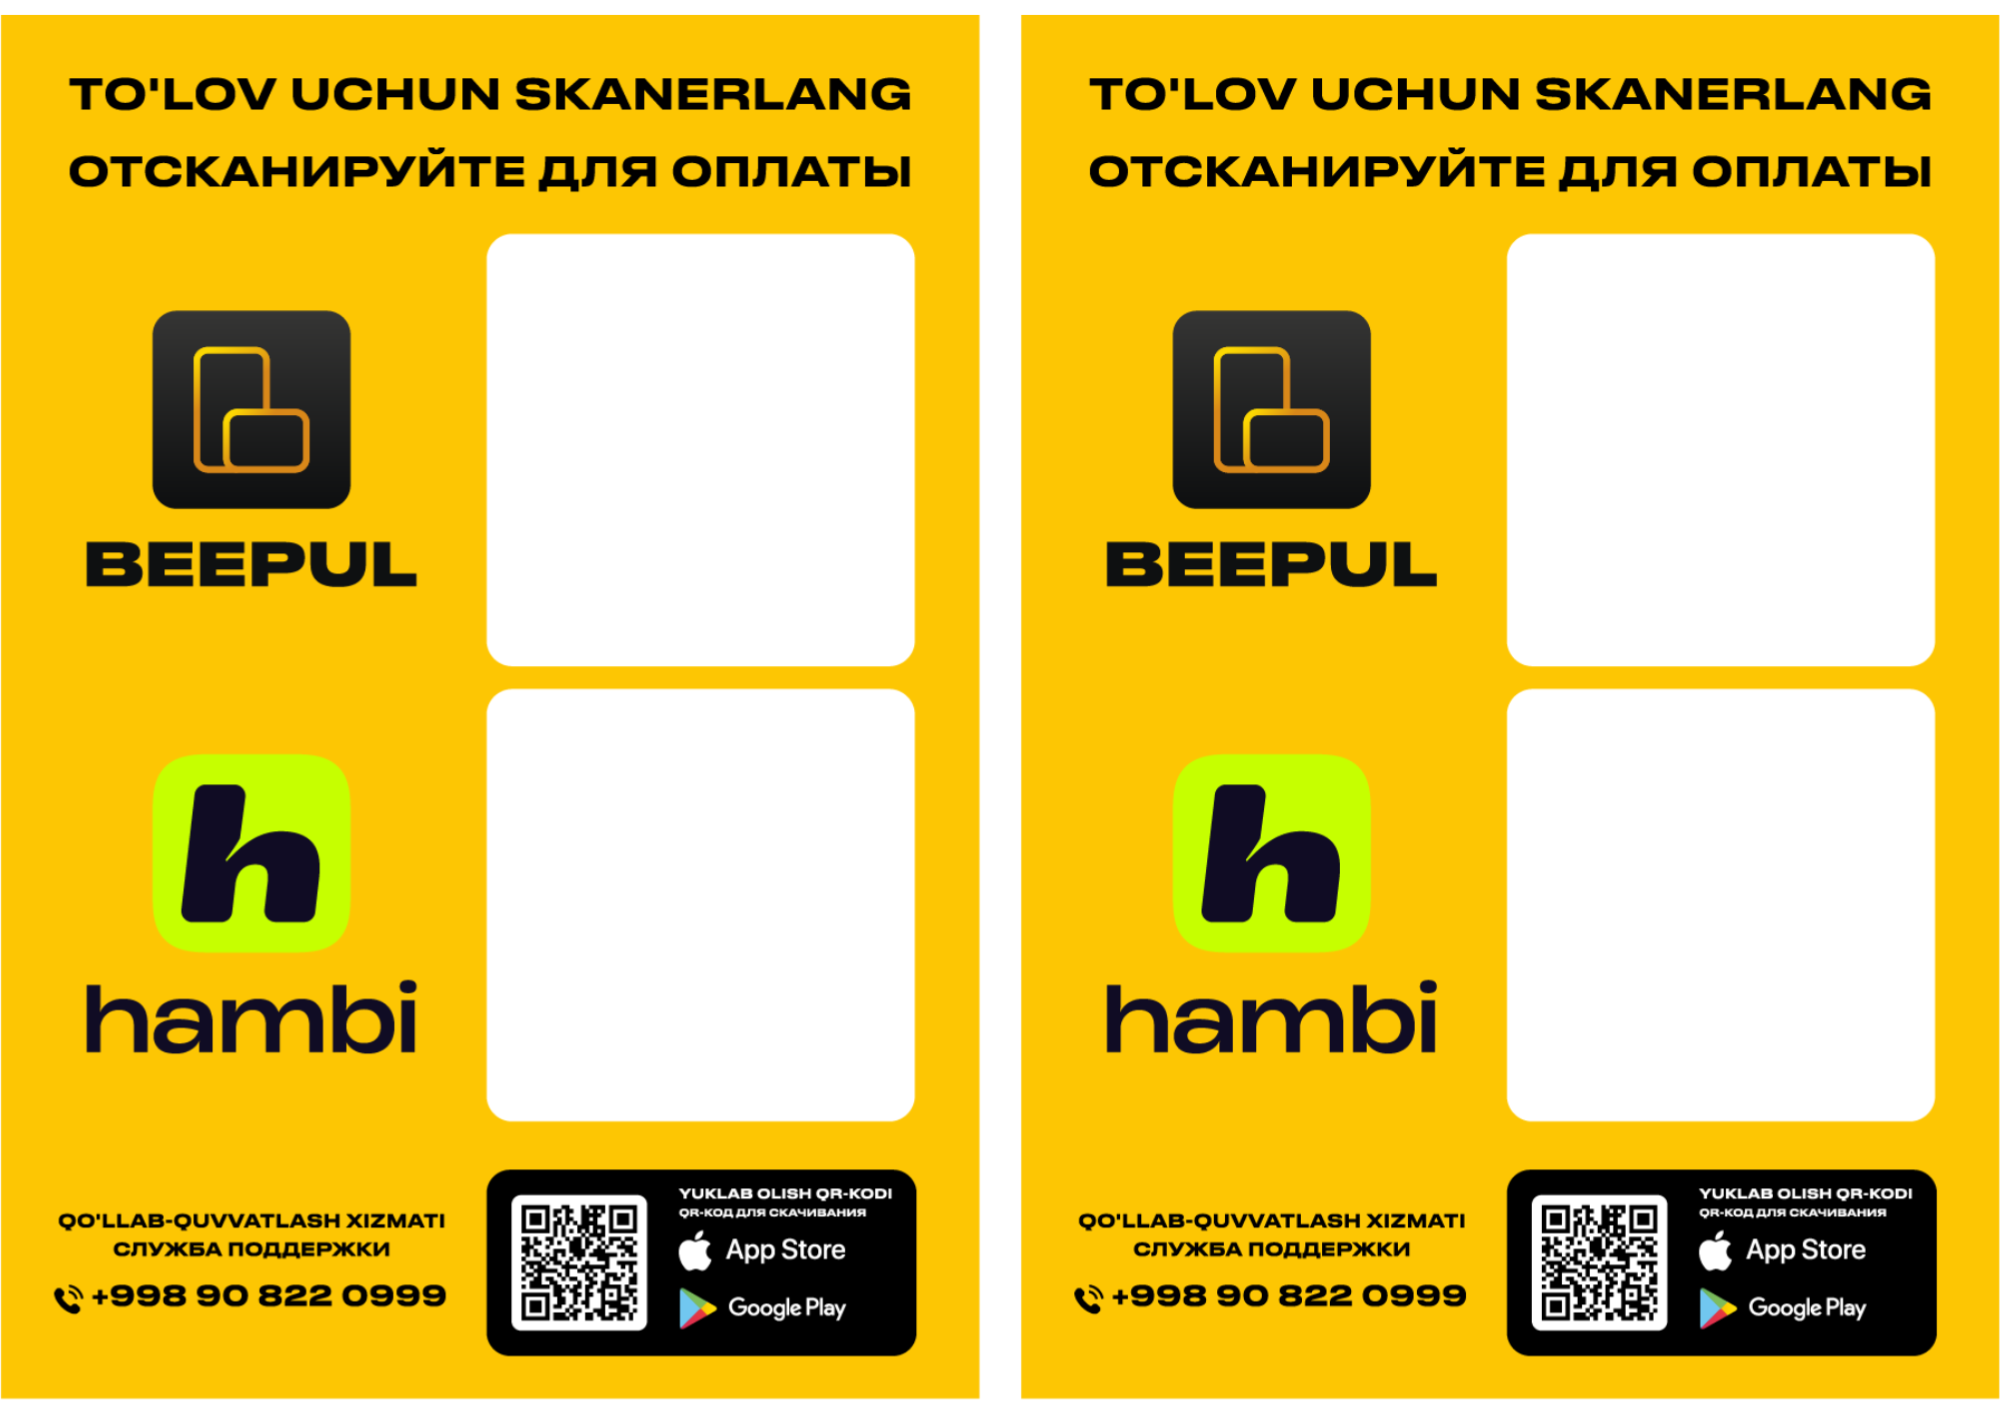 TO'LOV UCHUN SKANERLANG
ОТСКАНИРУЙТЕ ДЛЯ ОПЛАТЫ
BEEPUL
h
hambi
QO'LLAB-QUVVATLASH XIZMATI
СЛУЖБА ПОДДЕРЖКИ
+998 90 822 0999
YUKLAB OLISH QR-KODI
QR-КОД ДЛЯ СКАЧИВАНИЯ
App Store
Google Play
TO'LOV UCHUN SKANERLANG
ОТСКАНИРУЙТЕ ДЛЯ ОПЛАТЫ
BEEPUL
h
hambi
QO'LLAB-QUVVATLASH XIZMATI
СЛУЖБА ПОДДЕРЖКИ
+998 90 822 0999
YUKLAB OLISH QR-KODI
QR-КОД ДЛЯ СКАЧИВАНИЯ
App Store
Google Play